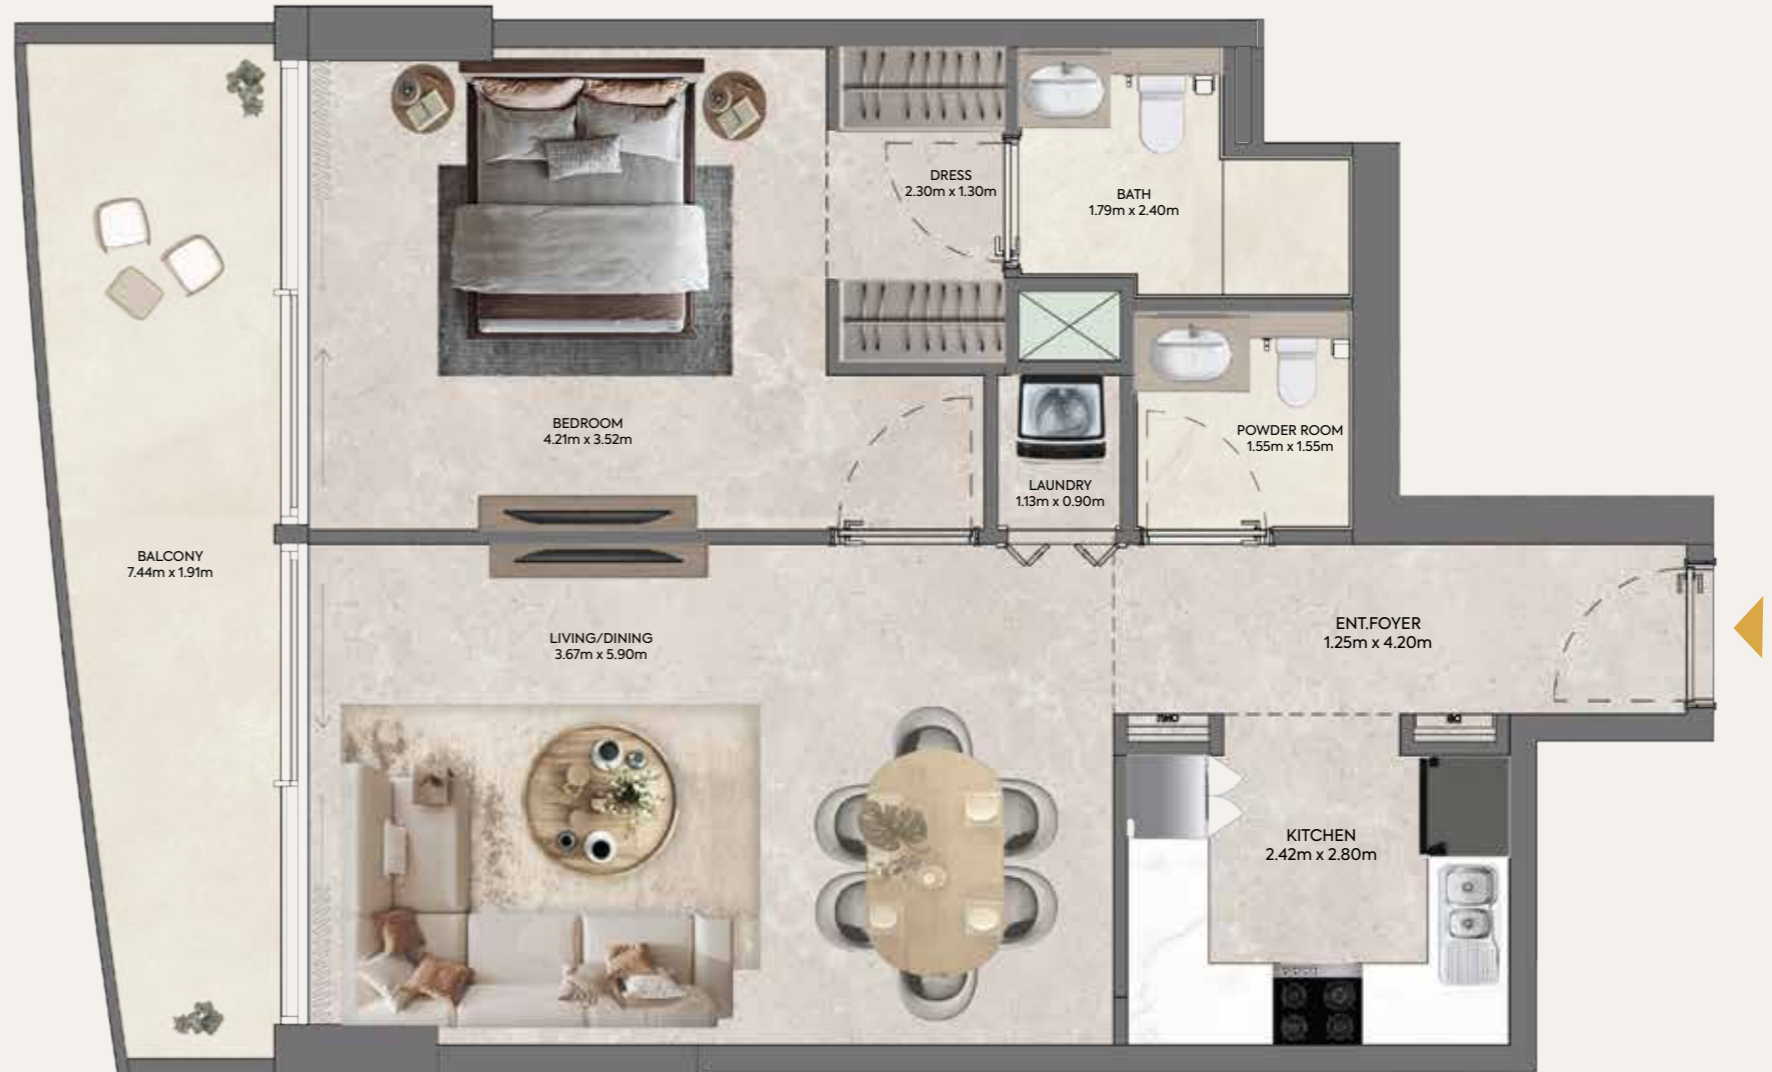 DRESS
2.30m x 1.30m
BATH
1.79m x 2.40m
BEDROOM
4.21m x 3.52m
POWDER ROOM
1.55m x 1.55m
LAUNDRY
1.13m x 0.90m
BALCONY
7.44m x 1.91m
LIVING/DINING
3.67m x 5.90m
ENT.FOYER
1.25m x 4.20m
DB
KITCHEN
2.42m x 2.80m